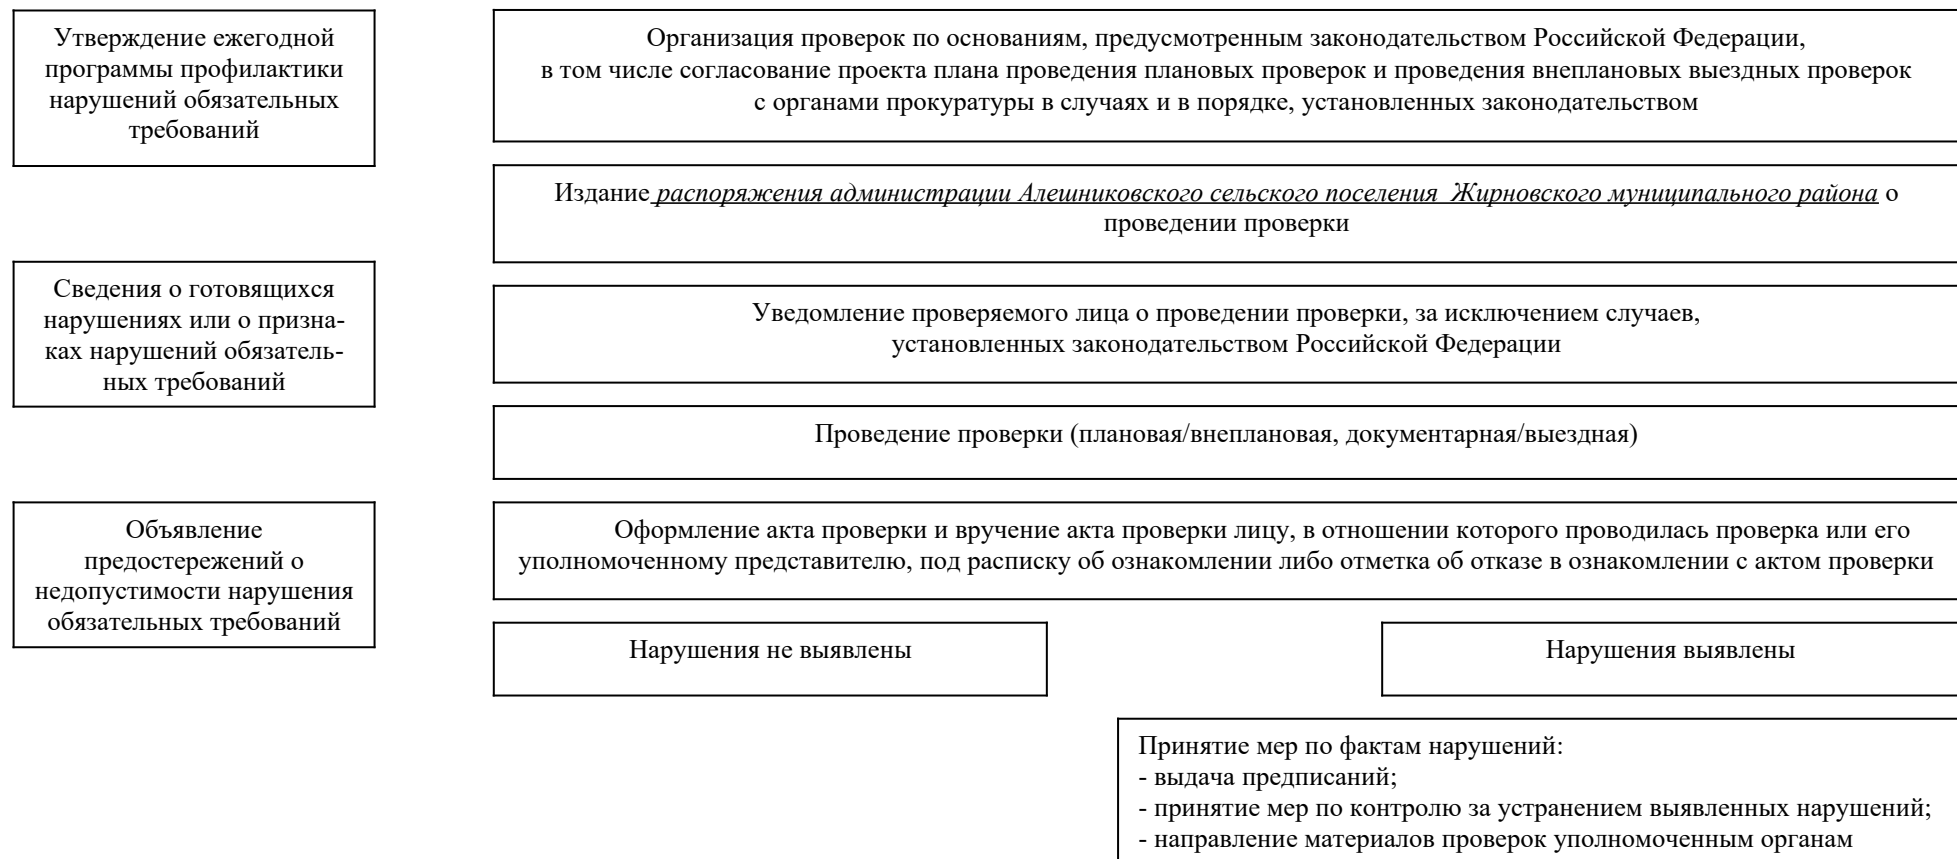 Утверждение ежегодной
программы профилактики
нарушений обязательных
требований
Организация проверок по основаниям, предусмотренным законодательством Российской Федерации,
в том числе согласование проекта плана проведения плановых проверок и проведения внеплановых выездных проверок
с органами прокуратуры в случаях и в порядке, установленных законодательством
Издание распоряжения администрации Алешниковского сельского поселения Жирновского муниципального района о
проведении проверки
Сведения о готовящихся
нарушениях или о призна-
ках нарушений обязатель-
ных требований
Уведомление проверяемого лица о проведении проверки, за исключением случаев,
установленных законодательством Российской Федерации
Проведение проверки (плановая/внеплановая, документарная/выездная)
Объявление
предостережений о
недопустимости нарушения
обязательных требований
Оформление акта проверки и вручение акта проверки лицу, в отношении которого проводилась проверка или его
уполномоченному представителю, под расписку об ознакомлении либо отметка об отказе в ознакомлении с актом проверки
Нарушения не выявлены
Нарушения выявлены
Принятие мер по фактам нарушений:
- выдача предписаний;
- принятие мер по контролю за устранением выявленных нарушений;
- направление материалов проверок уполномоченным органам